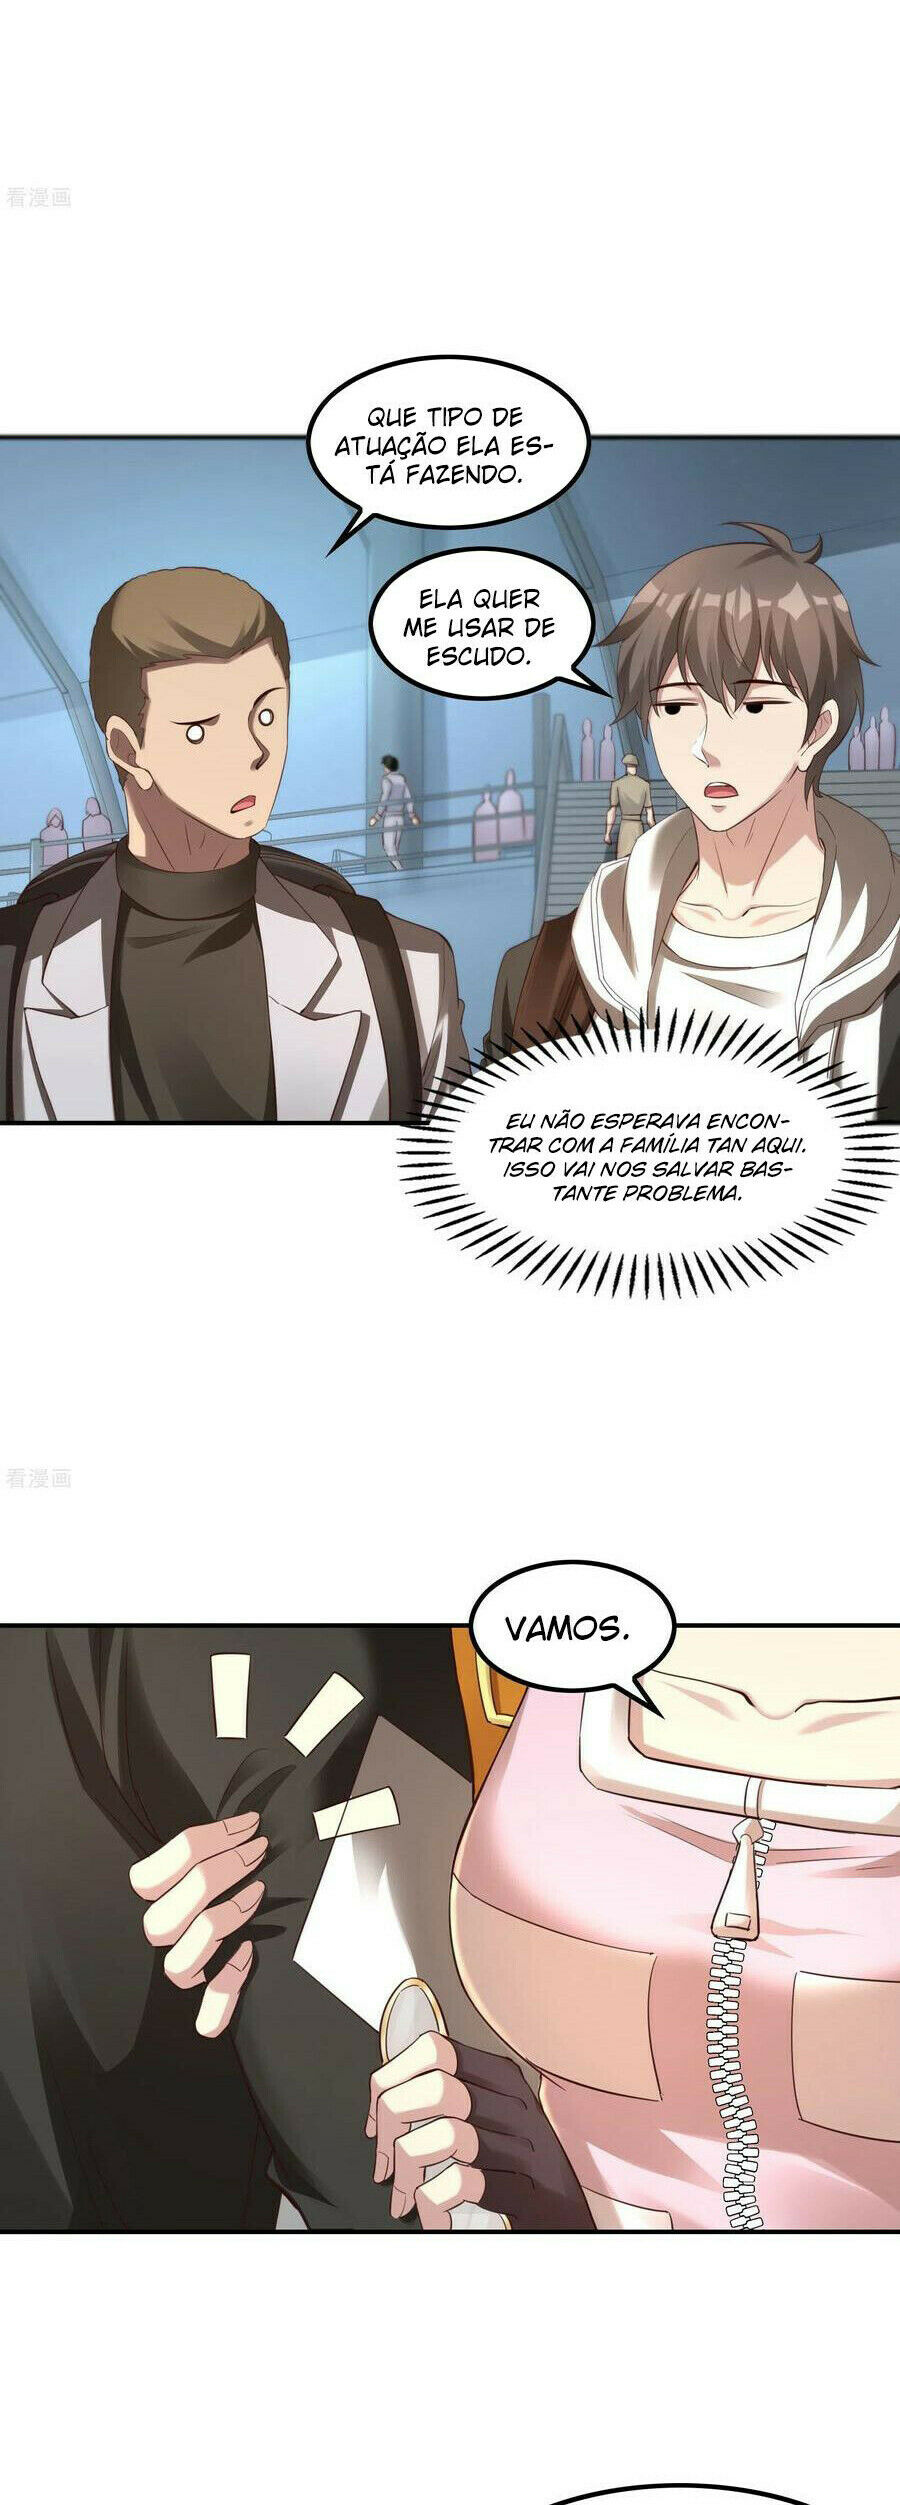 看漫画
QUE TIPO DE
ATUAÇÃO ELA ES-
TÁ FAZENDO.
ELA QUER
ME USAR DE
ESCUDO.
EU NÃO ESPERAVA ENCON-
TRAR COM A FAMÍLIA TAN AQUI.
ISSO VAI NOS SALVAR BAS-
TANTE PROBLEMA.
看漫画
VAMOS.